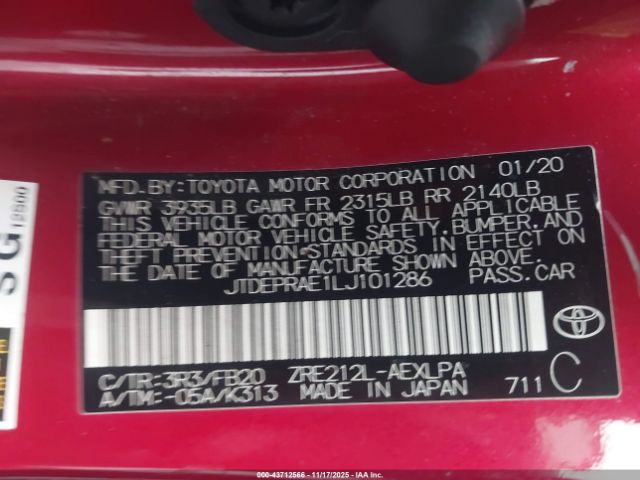 MFD. BY: TOYOTA MOTOR CORPORATION 01/20
GVWR 3935LB GAWR FR 2315LB RR 2140LB
THIS VEHICLE CONFORMS TO ALL APPLICABLE
FEDERAL MOTOR VEHICLE SAFETY, BUMPER, AND
THEFT PREVENTION STANDARDS IN EFFECT ON
THE DATE OF MANUFACTURE SHOWN ABOVE.
JTDEPRAE1LJ101286 PASS. CAR
C/TR: 3R3/FB20 ZRE212L-AEXLPA
A/TM: -05A/K313 MADE IN JAPAN 711 C
TOYOTA
SG
000-43712566 - 11/17/2025 - IAAI